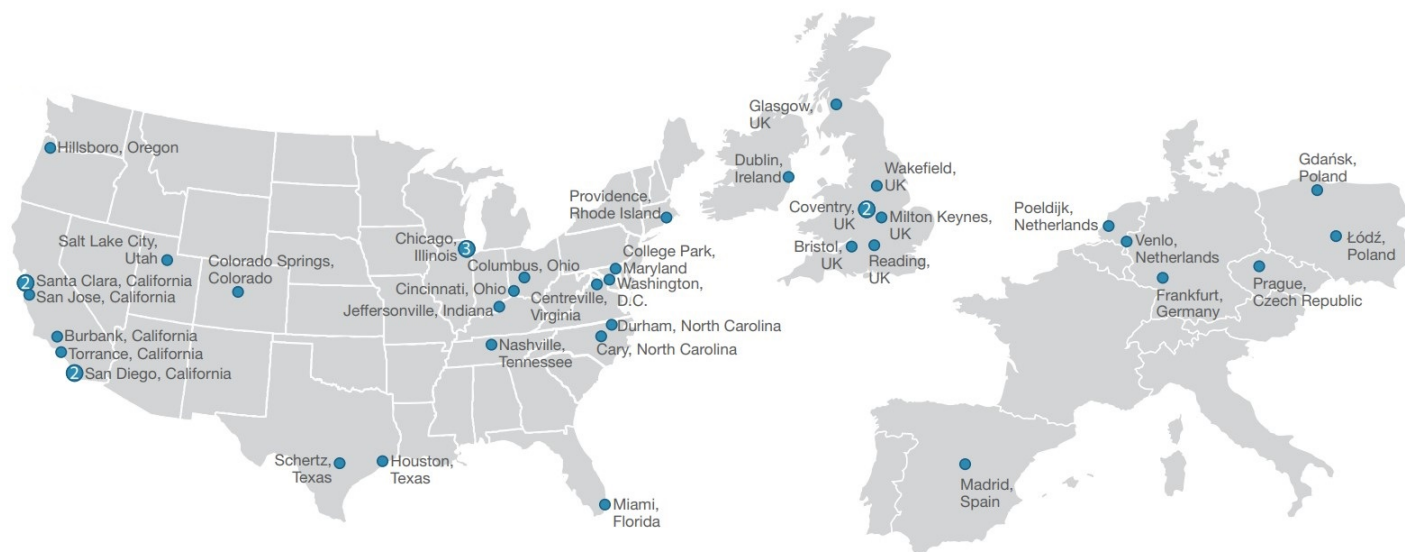 Hillsboro, Oregon
Salt Lake City,
Utah
Colorado Springs,
Colorado
2
Santa Clara, California
San Jose, California
Burbank, California
Torrance, California
2
San Diego, California
Schertz,
Texas
Houston,
Texas
Miami,
Florida
Chicago,
Illinois
3
Columbus, Ohio
Cincinnati, Ohio
Jeffersonville, Indiana
Nashville,
Tennessee
Providence,
Rhode Island
College Park,
Maryland
Washington,
D.C.
Centreville,
Virginia
Durham, North Carolina
Cary, North Carolina
Glasgow,
UK
Dublin,
Ireland
Wakefield,
UK
Coventry,
UK
2
Milton Keynes,
UK
Bristol,
UK
Reading,
UK
Gdańsk,
Poland
Poeldijk,
Netherlands
Venlo,
Netherlands
Łódź,
Poland
Frankfurt,
Germany
Prague,
Czech Republic
Madrid,
Spain